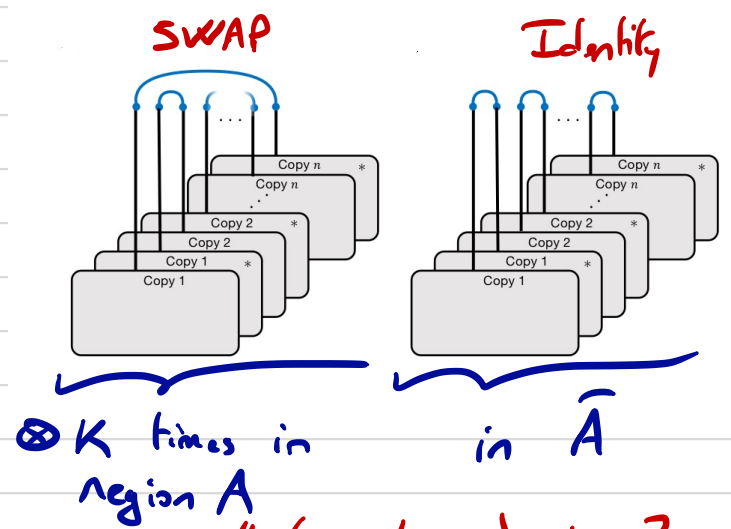 SWAP
Identity
...
...
Copy n *
Copy n
Copy 2 *
Copy 2
Copy 1 *
Copy 1
Copy n *
Copy n
Copy 2 *
Copy 2
Copy 1 *
Copy 1
⊗ K times in
region A
in Ā